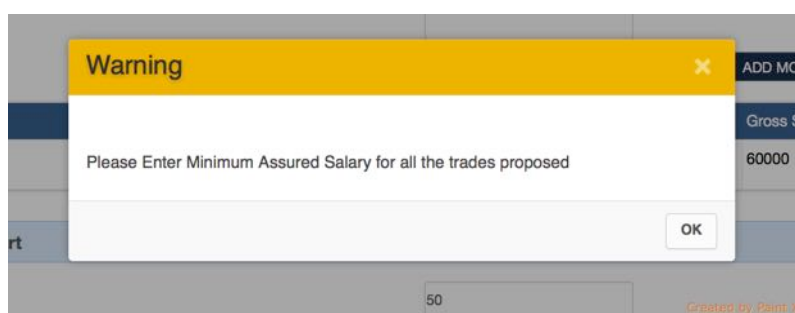 Warning
×
ADD MO
Gross S
Please Enter Minimum Assured Salary for all the trades proposed
60000
OK
rt
50
Created by Paint X